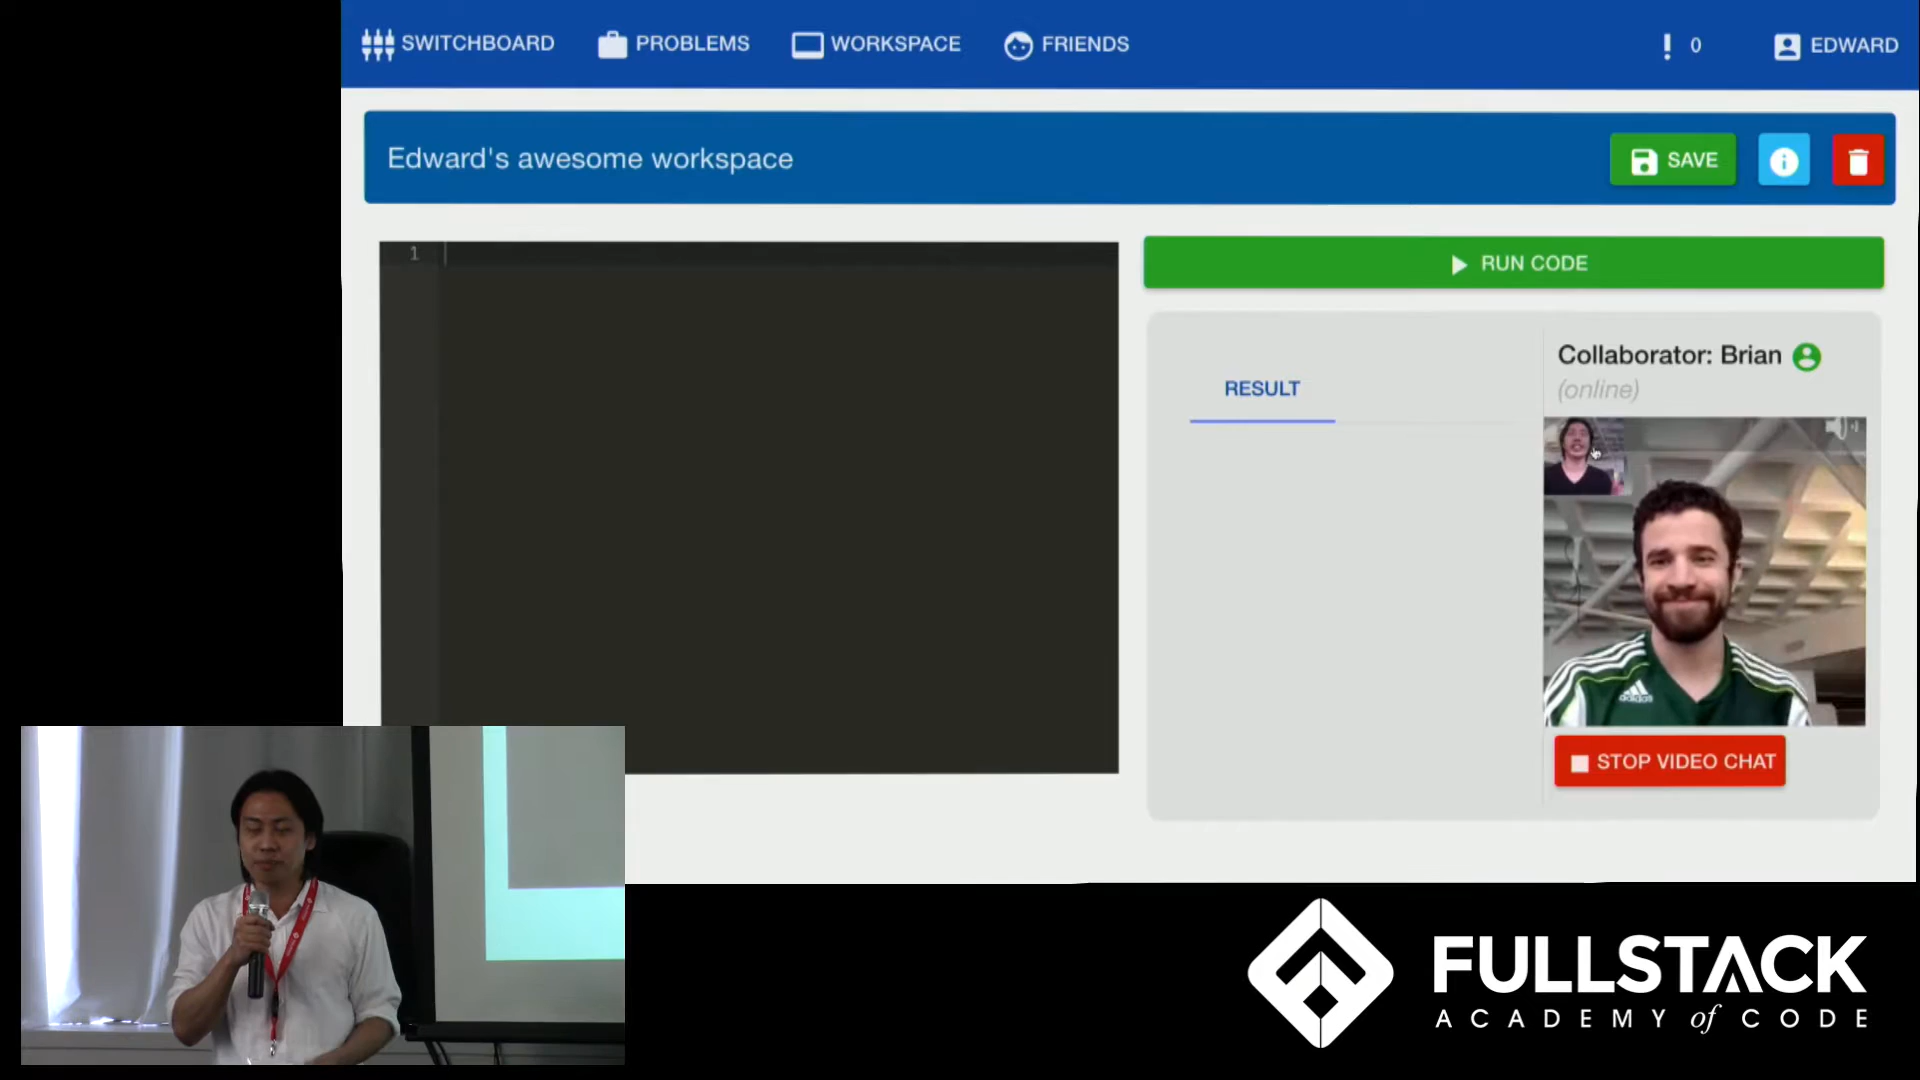 SWITCHBOARD PROBLEMS WORKSPACE FRIENDS 0 EDWARD
Edward's awesome workspace
SAVE
1
RUN CODE
RESULT
Collaborator: Brian
(online)
adidas
STOP VIDEO CHAT
FULLSTACK
ACADEMY of CODE